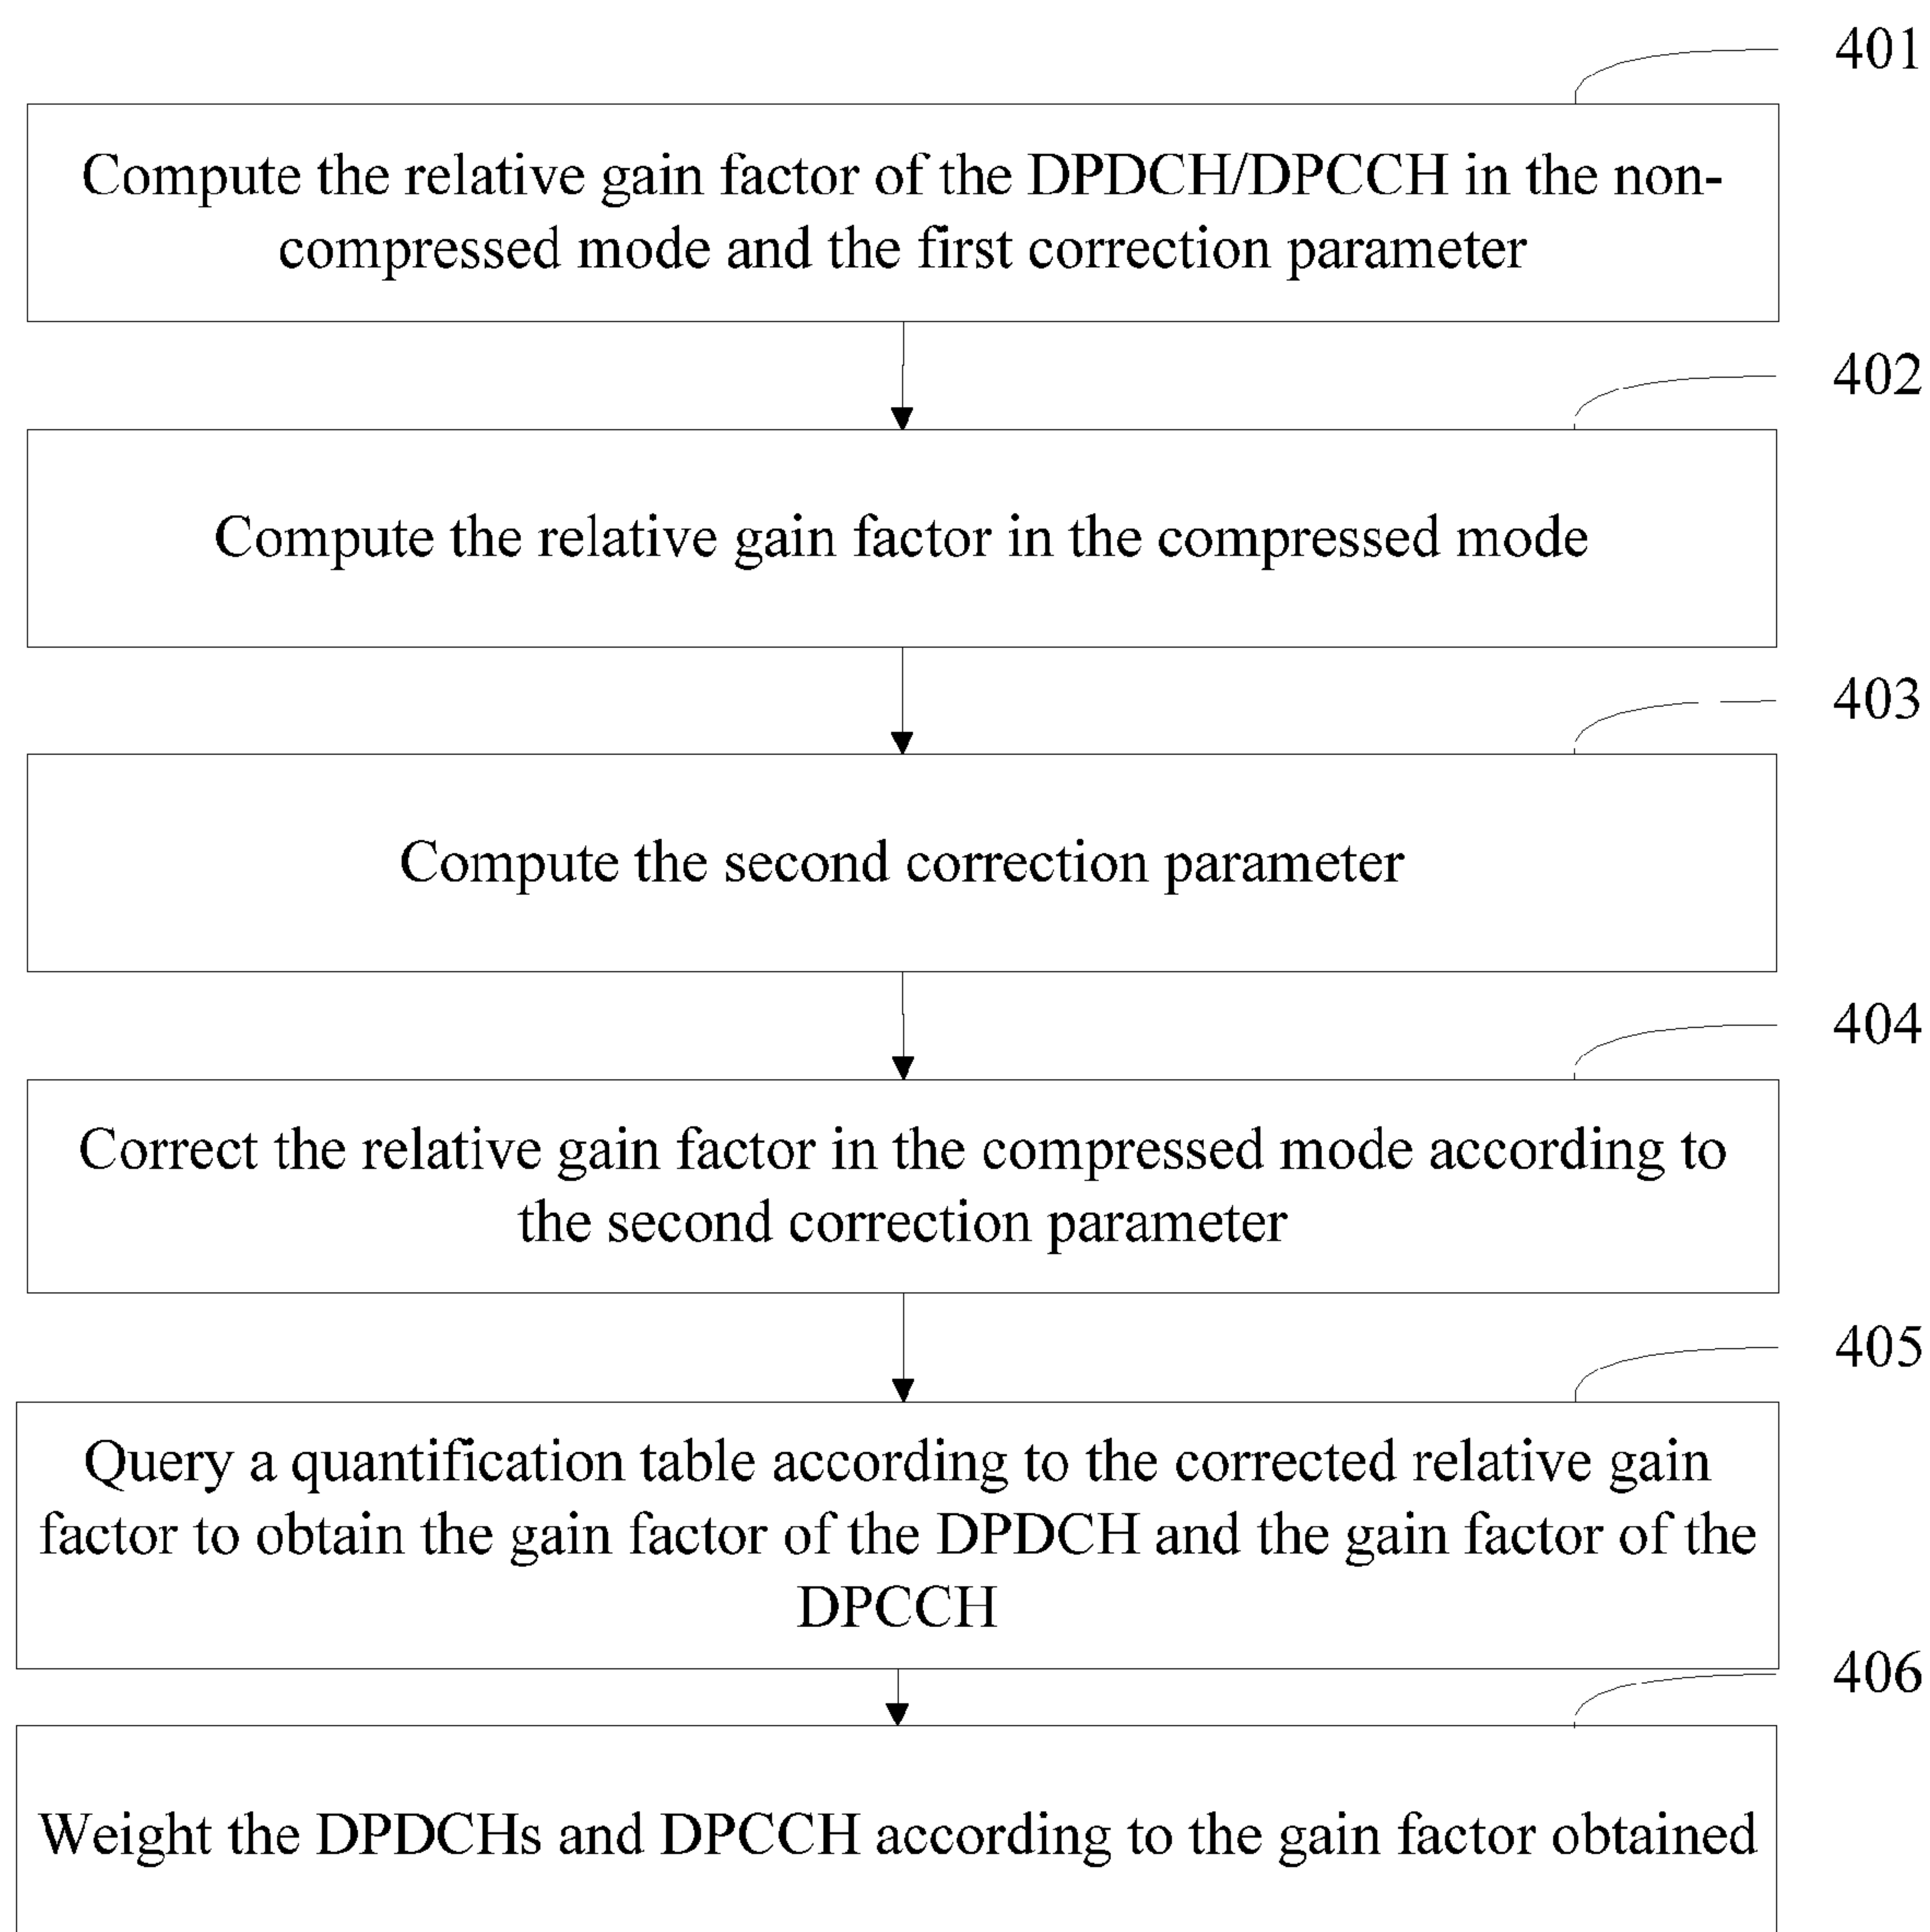 401
Compute the relative gain factor of the DPDCH/DPCCH in the non-
compressed mode and the first correction parameter
402
Compute the relative gain factor in the compressed mode
403
Compute the second correction parameter
404
Correct the relative gain factor in the compressed mode according to
the second correction parameter
405
Query a quantification table according to the corrected relative gain
factor to obtain the gain factor of the DPDCH and the gain factor of the
DPCCH
406
Weight the DPDCHs and DPCCH according to the gain factor obtained